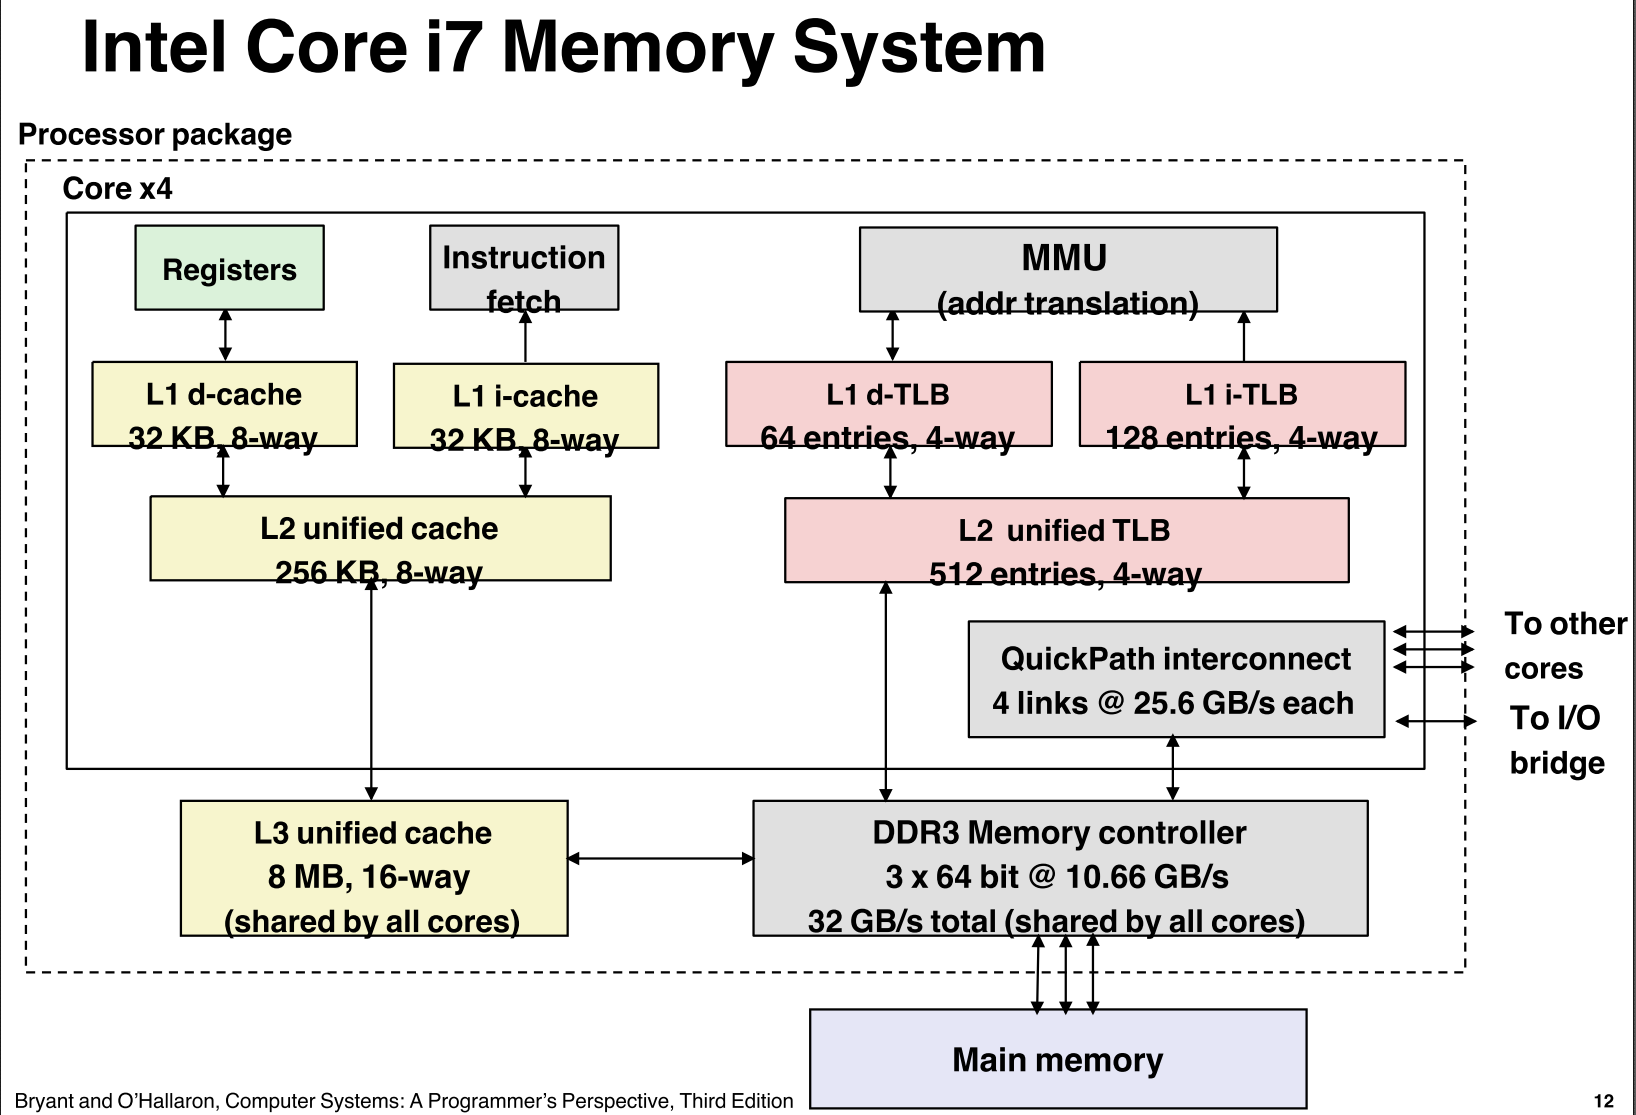 Intel Core i7 Memory System
Processor package
Core x4
Registers
Instruction
fetch
MMU
(addr translation)
L1 d-cache
32 KB, 8-way
L1 i-cache
32 KB, 8-way
L1 d-TLB
64 entries, 4-way
L1 i-TLB
128 entries, 4-way
L2 unified cache
256 KB, 8-way
L2 unified TLB
512 entries, 4-way
QuickPath interconnect
4 links @ 25.6 GB/s each
To other
cores
To I/O
bridge
L3 unified cache
8 MB, 16-way
(shared by all cores)
DDR3 Memory controller
3 x 64 bit @ 10.66 GB/s
32 GB/s total (shared by all cores)
Main memory
Bryant and O’Hallaron, Computer Systems: A Programmer’s Perspective, Third Edition
12